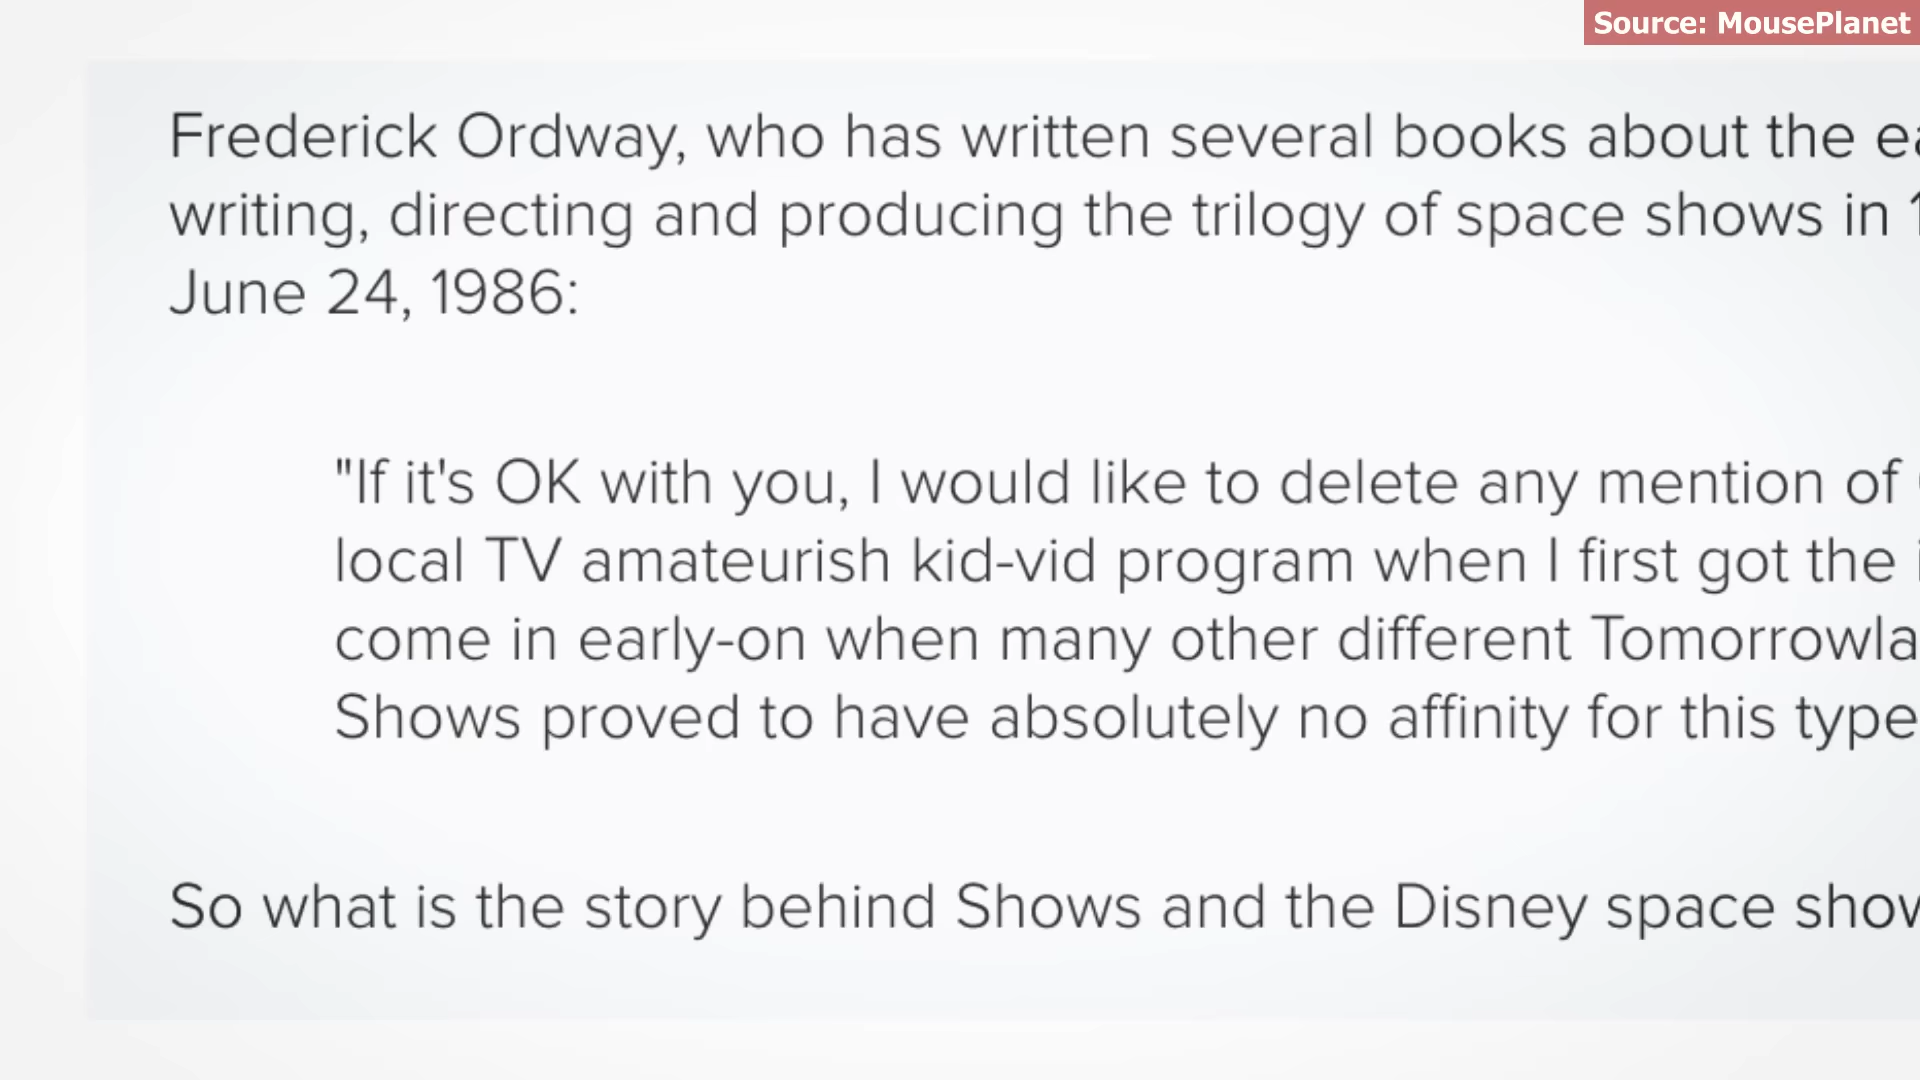 Source: MousePlanet
Frederick Ordway, who has written several books about the
writing, directing and producing the trilogy of space shows in
June 24, 1986:
"If it's OK with you, I would like to delete any mention of
local TV amateurish kid-vid program when I first got the
come in early-on when many other different
Shows proved to have absolutely no affinity for this type
So what is the story behind Shows and the Disney space